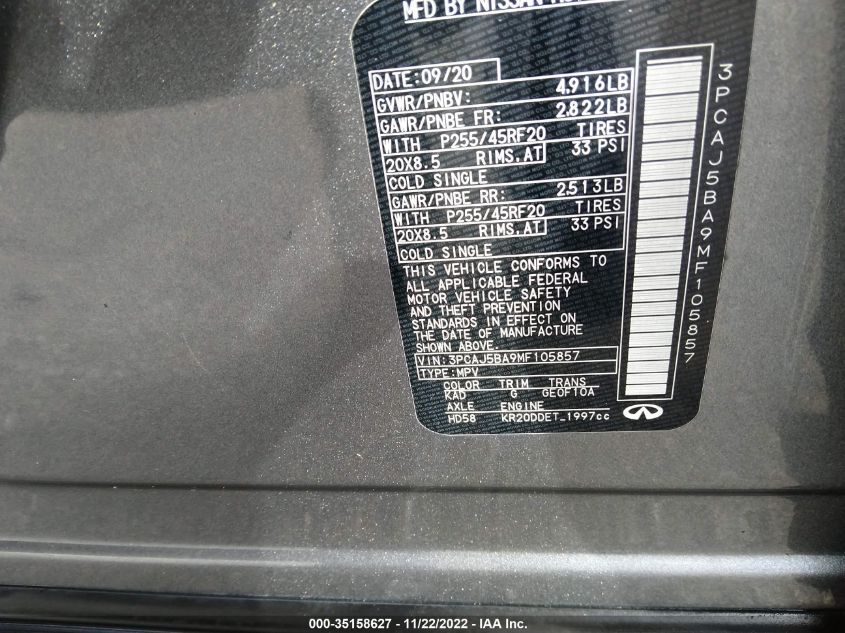 MFD BY NISSAN
DATE: 09/20
GVWR/PNBV: 4,916LB
GAWR/PNBE FR: 2,822LB
WITH P255/45RF20 TIRES
20X8.5 RIMS.AT 33 PSI
COLD SINGLE
GAWR/PNBE RR: 2,513LB
WITH P255/45RF20 TIRES
20X8.5 RIMS.AT 33 PSI
COLD SINGLE
THIS VEHICLE CONFORMS TO
ALL APPLICABLE FEDERAL
MOTOR VEHICLE SAFETY
AND THEFT PREVENTION
STANDARDS IN EFFECT ON
THE DATE OF MANUFACTURE
SHOWN ABOVE.
VIN: 3PCAJ5BA9MF105857
TYPE: MPV
COLOR TRIM TRANS
KAD G GE0F10A
AXLE ENGINE
HD58 KR20DDET_1997cc
3PCAJ5BA9MF105857
000-35158627 - 11/22/2022 - IAA Inc.